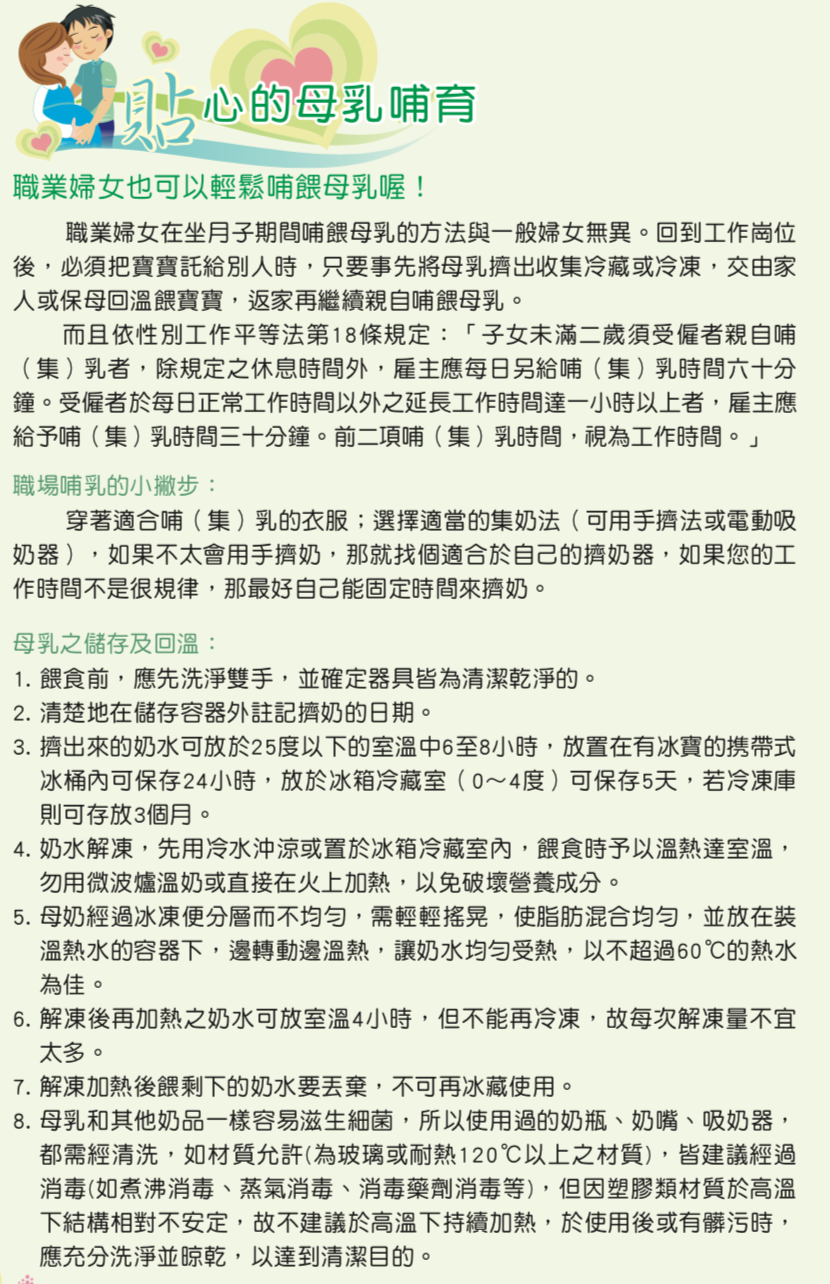 貼心的母乳哺育
職業婦女也可以輕鬆哺餵母乳喔！
職業婦女在坐月子期間哺餵母乳的方法與一般婦女無異。回到工作崗位
後，必須把寶寶託給別人時，只要事先將母乳擠出收集冷藏或冷凍，交由家
人或保母回溫餵寶寶，返家再繼續親自哺餵母乳。
而且依性別工作平等法第18條規定：「子女未滿二歲須受僱者親自哺
（集）乳者，除規定之休息時間外，雇主應每日另給哺（集）乳時間六十分
鐘。受僱者於每日正常工作時間以外之延長工作時間達一小時以上者，雇主應
給予哺（集）乳時間三十分鐘。前二項哺（集）乳時間，視為工作時間。」
職場哺乳的小撇步：
穿著適合哺（集）乳的衣服；選擇適當的集奶法（可用手擠法或電動吸
奶器），如果不太會用手擠奶，那就找個適合於自己的擠奶器，如果您的工
作時間不是很規律，那最好自己能固定時間來擠奶。
母乳之儲存及回溫：
1. 餵食前，應先洗淨雙手，並確定器具皆為清潔乾淨的。
2. 清楚地在儲存容器外註記擠奶的日期。
3. 擠出來的奶水可放於25度以下的室溫中6至8小時，放置在有冰寶的携帶式
冰桶內可保存24小時，放於冰箱冷藏室（0～4度）可保存5天，若冷凍庫
則可存放3個月。
4. 奶水解凍，先用冷水沖涼或置於冰箱冷藏室內，餵食時予以溫熱達室溫，
勿用微波爐溫奶或直接在火上加熱，以免破壞營養成分。
5. 母奶經過冰凍便分層而不均勻，需輕輕搖晃，使脂肪混合均勻，並放在裝
溫熱水的容器下，邊轉動邊溫熱，讓奶水均勻受熱，以不超過60℃的熱水
為佳。
6. 解凍後再加熱之奶水可放室溫4小時，但不能再冷凍，故每次解凍量不宜
太多。
7. 解凍加熱後餵剩下的奶水要丟棄，不可再冰藏使用。
8. 母乳和其他奶品一樣容易滋生細菌，所以使用過的奶瓶、奶嘴、吸奶器，
都需經清洗，如材質允許(為玻璃或耐熱120℃以上之材質)，皆建議經過
消毒(如煮沸消毒、蒸氣消毒、消毒藥劑消毒等)，但因塑膠類材質於高溫
下結構相對不安定，故不建議於高溫下持續加熱，於使用後或有髒污時，
應充分洗淨並晾乾，以達到清潔目的。